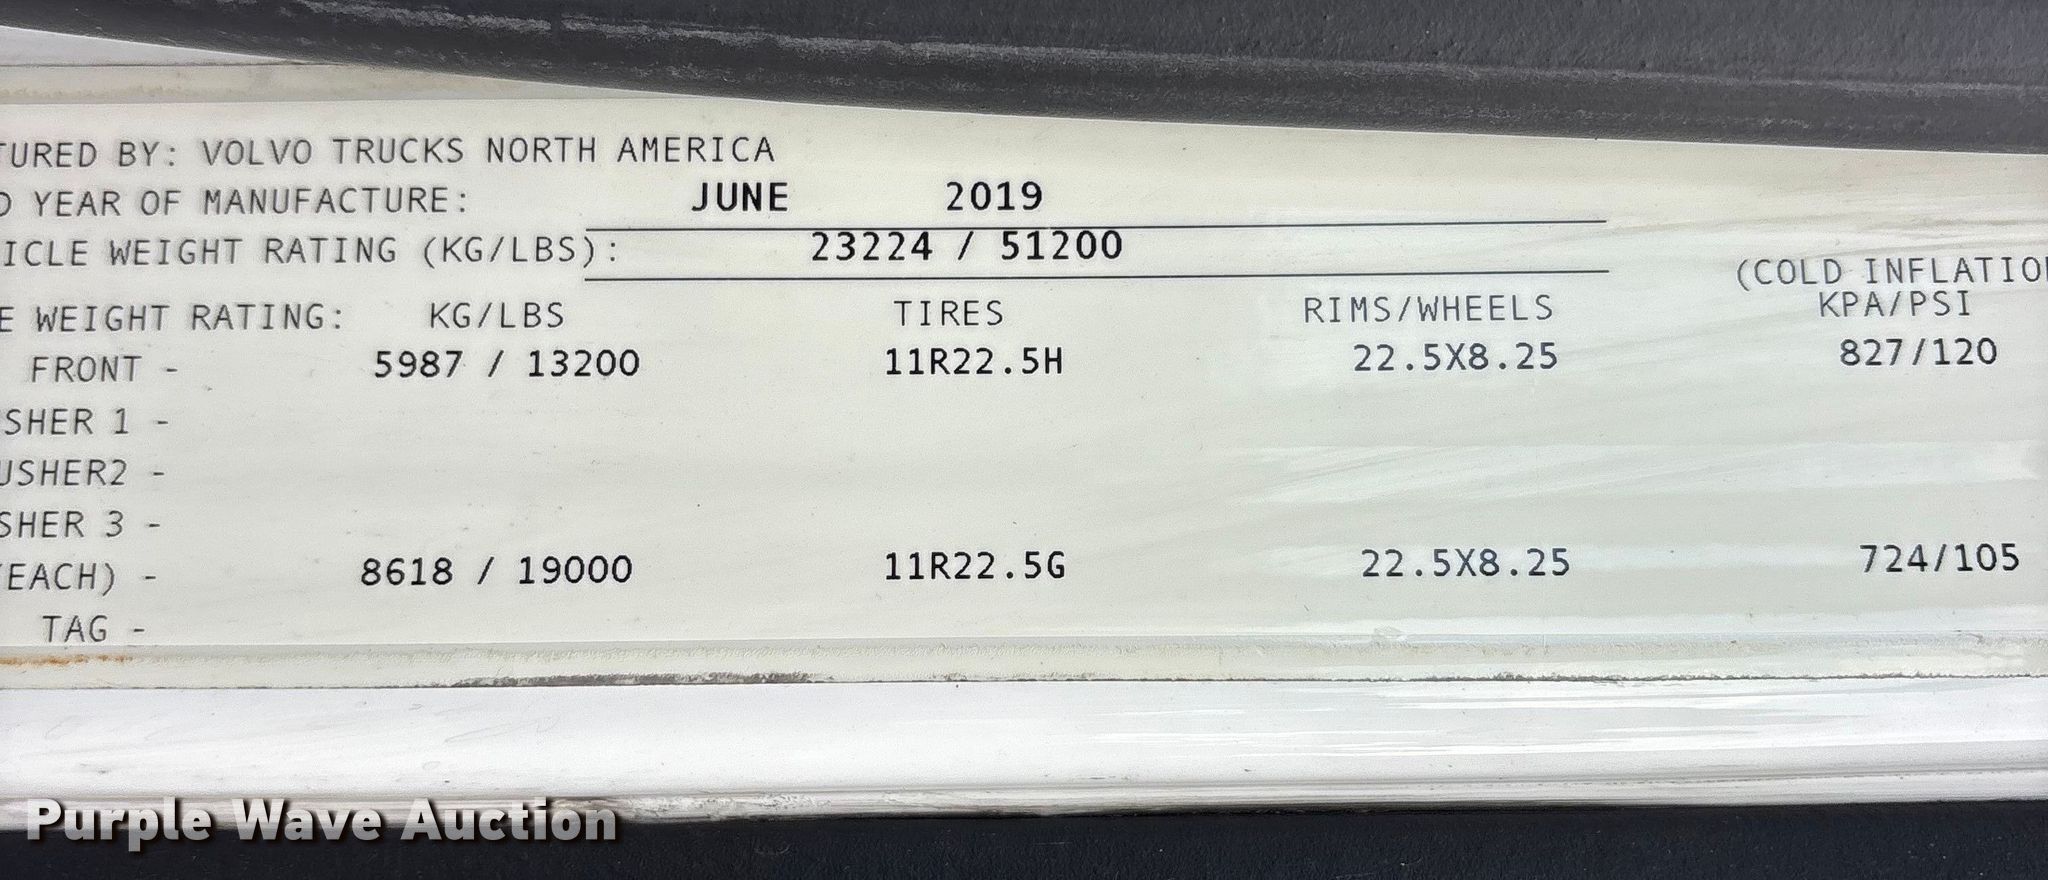 TURED BY: VOLVO TRUCKS NORTH AMERICA
D YEAR OF MANUFACTURE: JUNE 2019
ICLE WEIGHT RATING (KG/LBS): 23224 / 51200
(COLD INFLATIO
E WEIGHT RATING: KG/LBS TIRES RIMS/WHEELS KPA/PSI
FRONT - 5987 / 13200 11R22.5H 22.5X8.25 827/120
SHER 1 -
USHER2 -
SHER 3 -
(EACH) - 8618 / 19000 11R22.5G 22.5X8.25 724/105
TAG -
Purple Wave Auction